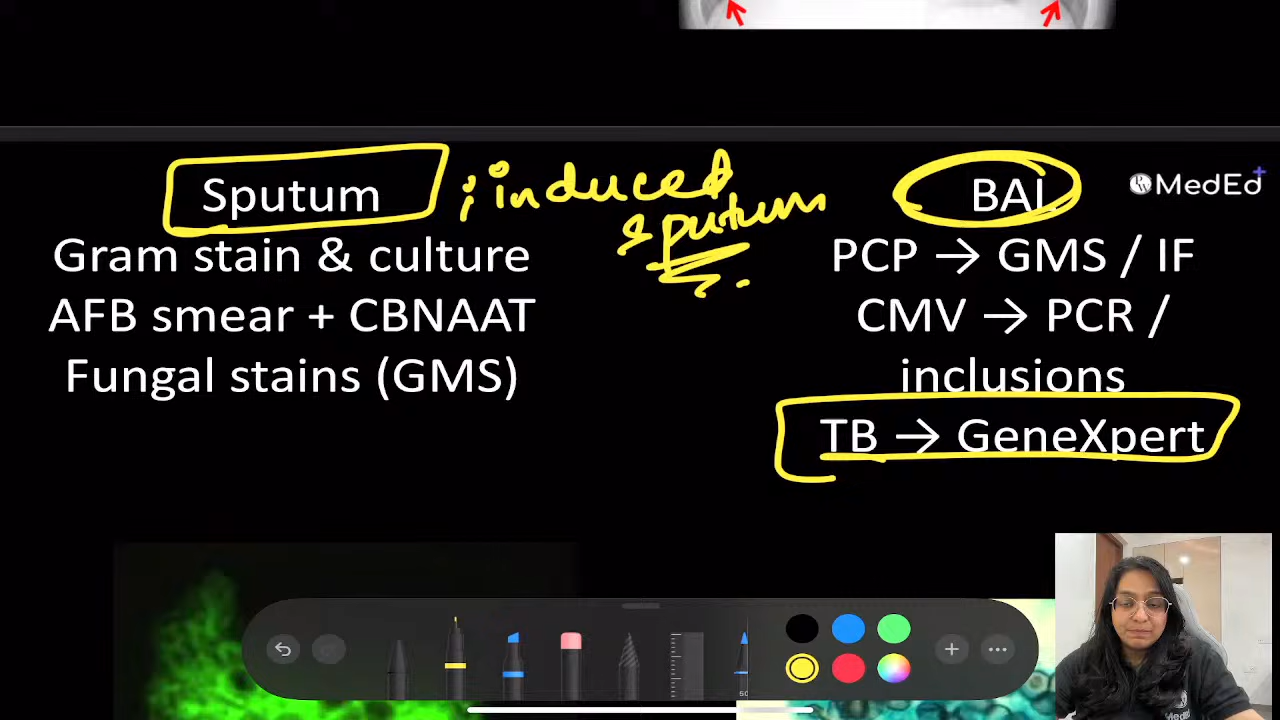 Sputum
; induced
sputum
BAL
MedEd
Gram stain & culture
AFB smear + CBNAAT
Fungal stains (GMS)
PCP → GMS / IF
CMV → PCR /
inclusions
TB → GeneXpert
50